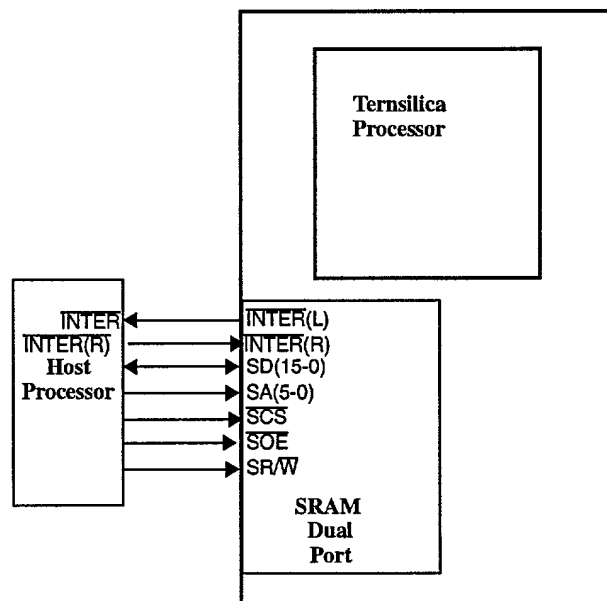 Ternsilica
Processor
INTER
INTER(R)
Host
Processor
INTER(L)
INTER(R)
SD(15-0)
SA(5-0)
SCS
SOE
SR/W
SRAM
Dual
Port